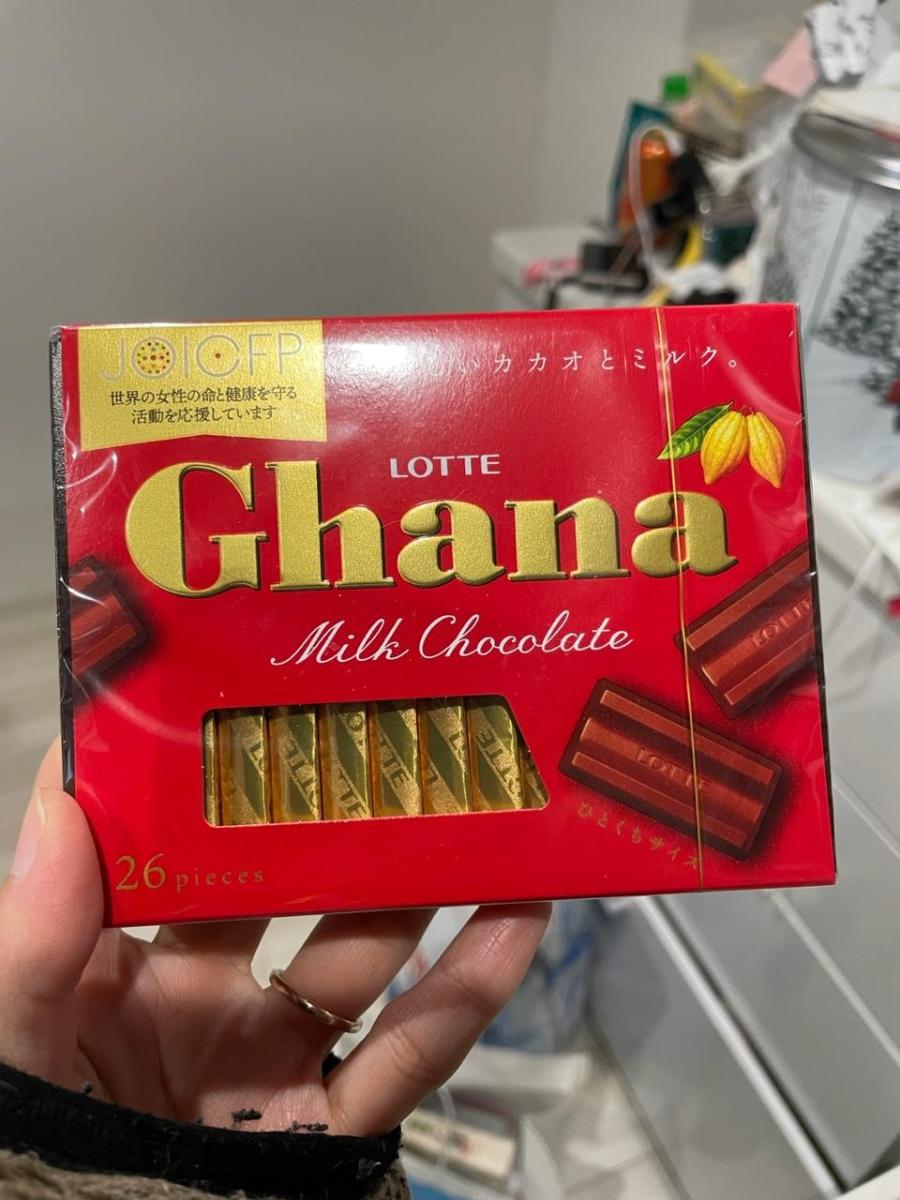 JOICFP
世界の女性の命と健康を守る
活動を応援しています
カカオとミルク。
LOTTE
Ghana
Milk Chocolate
LOTTE
LOTTE
ひとくちサイズ
26 pieces